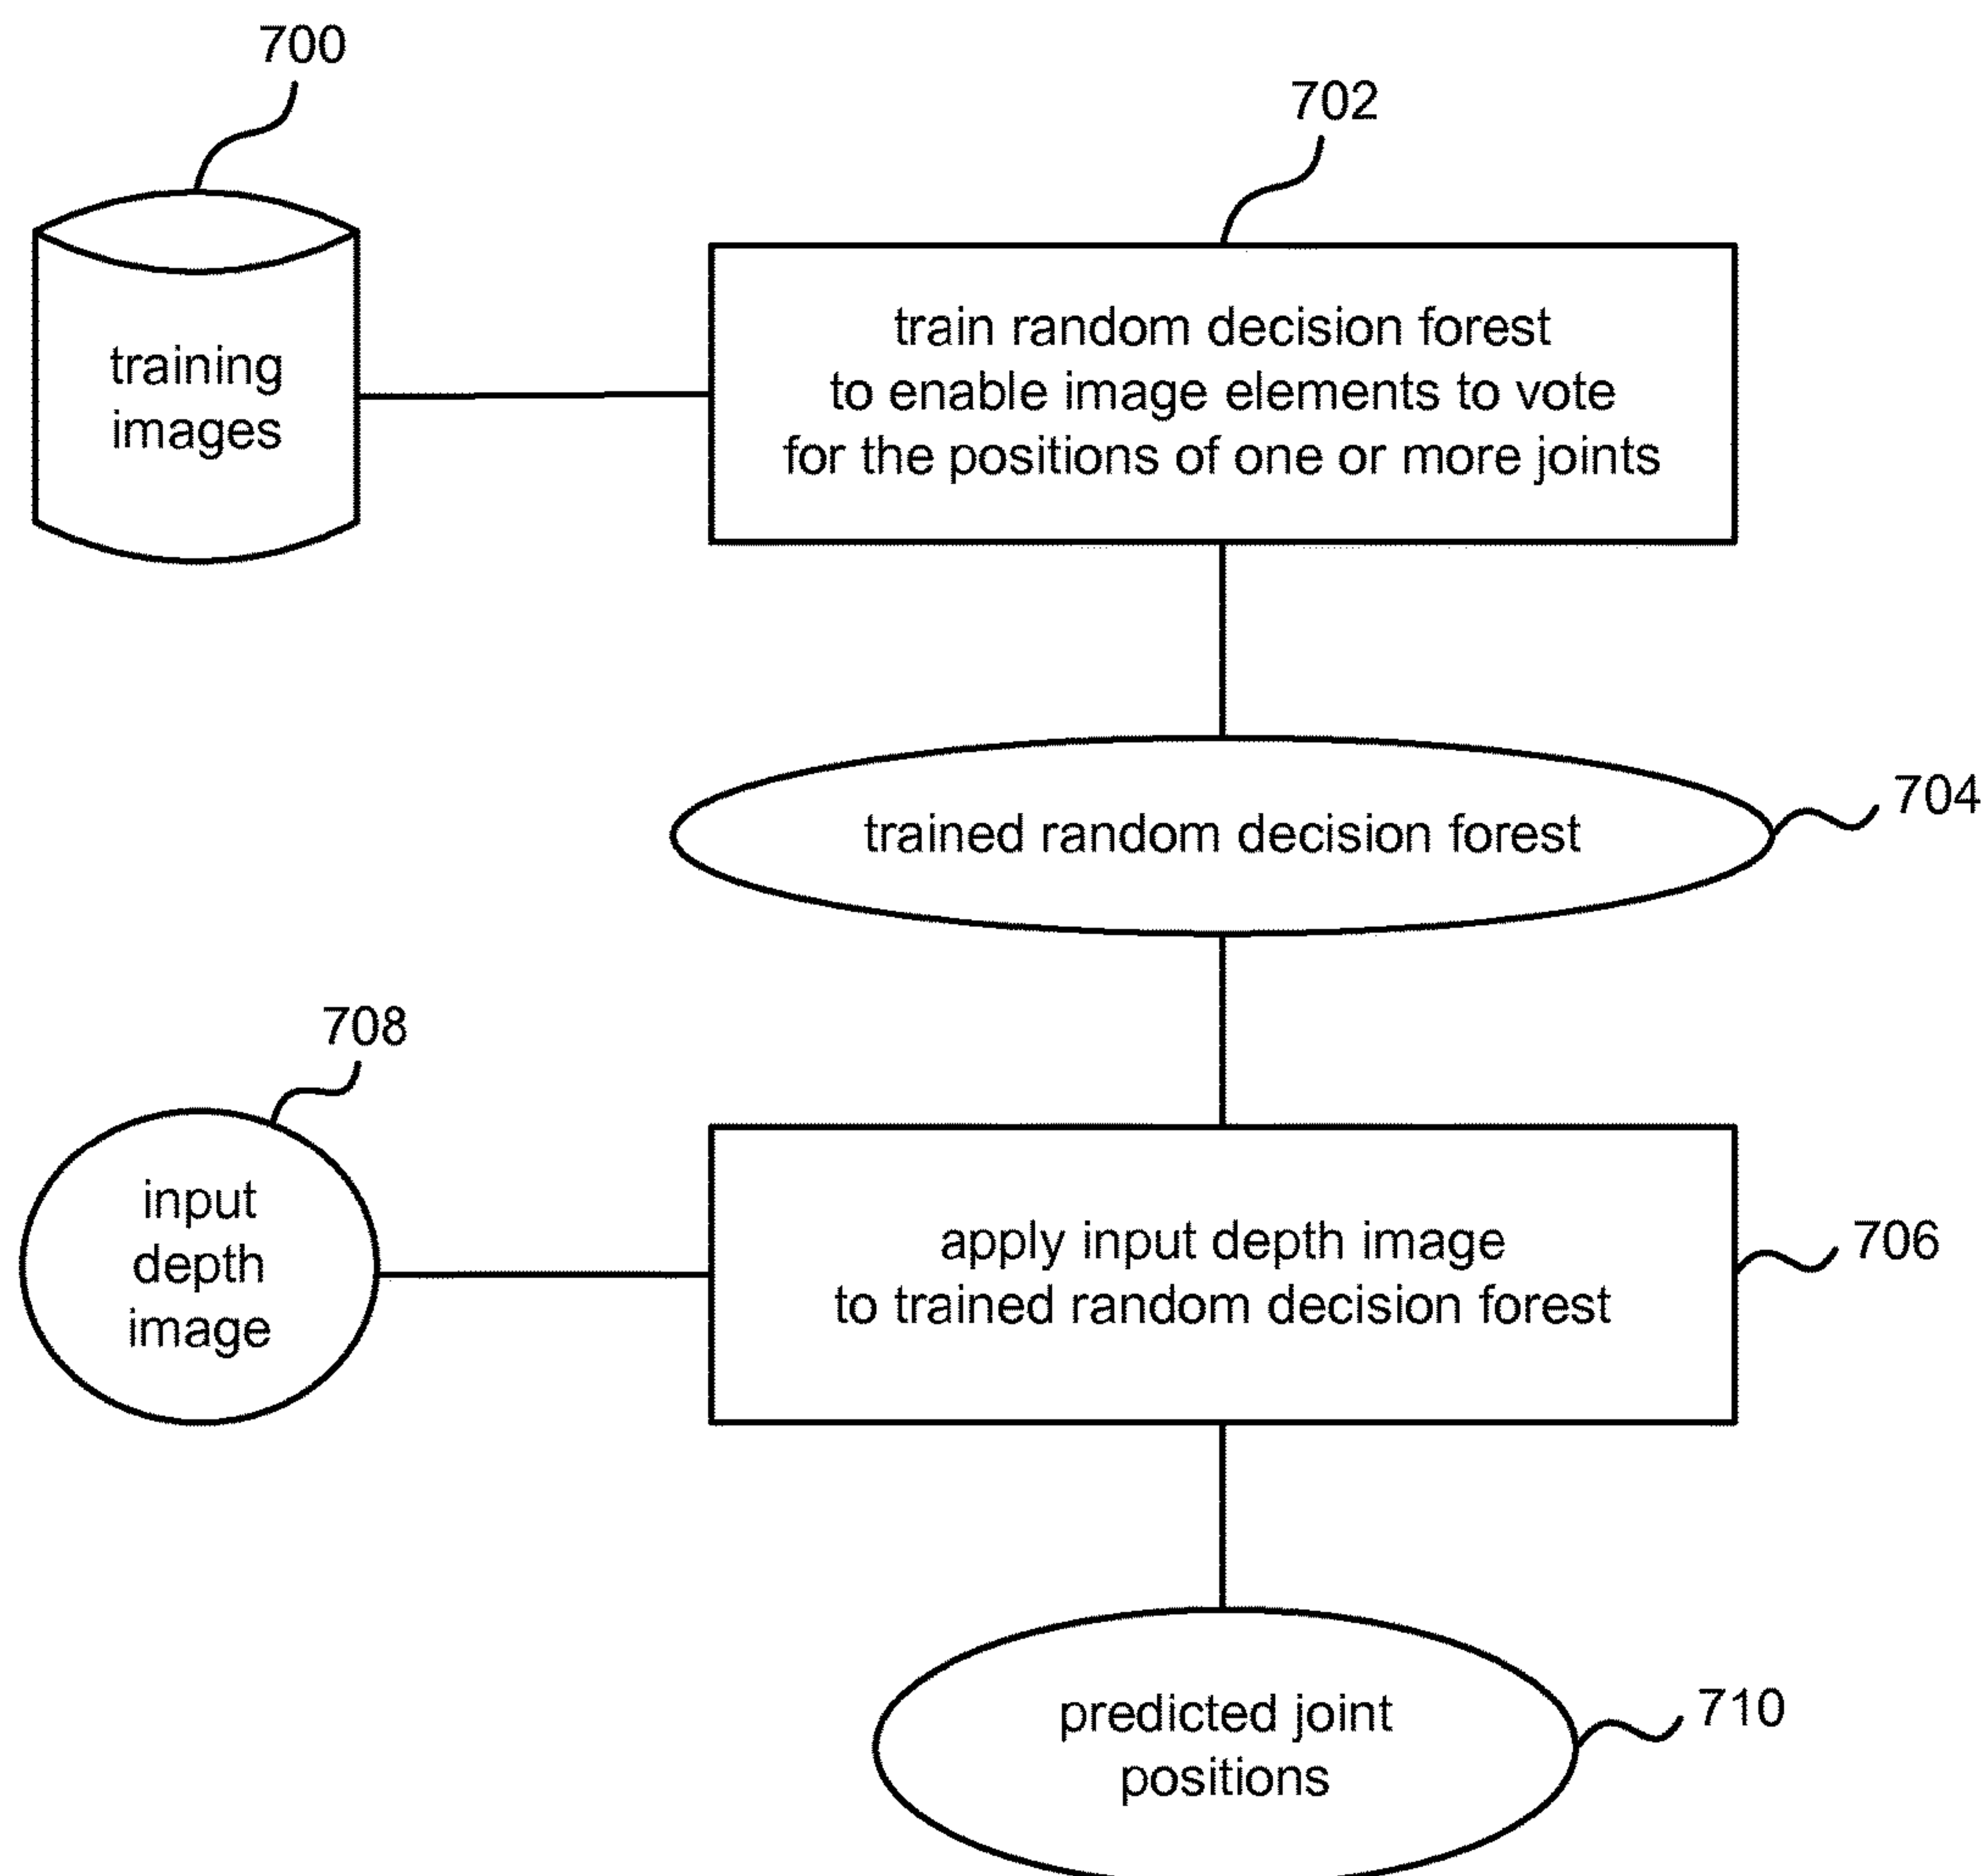 700
702
training
images
train random decision forest
to enable image elements to vote
for the positions of one or more joints
704
trained random decision forest
708
input
depth
image
706
apply input depth image
to trained random decision forest
710
predicted joint
positions